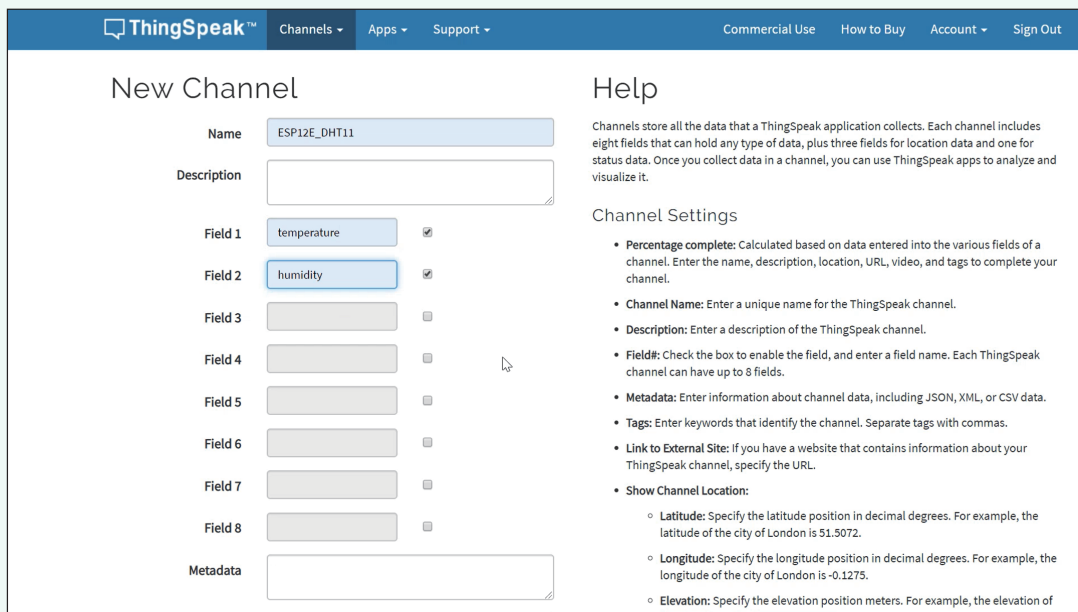 ThingSpeak™ Channels Apps Support Commercial Use How to Buy Account Sign Out
New Channel
Name ESP12E_DHT11
Description
Field 1 temperature
Field 2 humidity
Field 3
Field 4
Field 5
Field 6
Field 7
Field 8
Metadata
Help
Channels store all the data that a ThingSpeak application collects. Each channel includes
eight fields that can hold any type of data, plus three fields for location data and one for
status data. Once you collect data in a channel, you can use ThingSpeak apps to analyze and
visualize it.
Channel Settings
• Percentage complete: Calculated based on data entered into the various fields of a
channel. Enter the name, description, location, URL, video, and tags to complete your
channel.
• Channel Name: Enter a unique name for the ThingSpeak channel.
• Description: Enter a description of the ThingSpeak channel.
• Field#: Check the box to enable the field, and enter a field name. Each ThingSpeak
channel can have up to 8 fields.
• Metadata: Enter information about channel data, including JSON, XML, or CSV data.
• Tags: Enter keywords that identify the channel. Separate tags with commas.
• Link to External Site: If you have a website that contains information about your
ThingSpeak channel, specify the URL.
• Show Channel Location:
◦ Latitude: Specify the latitude position in decimal degrees. For example, the
latitude of the city of London is 51.5072.
◦ Longitude: Specify the longitude position in decimal degrees. For example, the
longitude of the city of London is -0.1275.
◦ Elevation: Specify the elevation position meters. For example, the elevation of